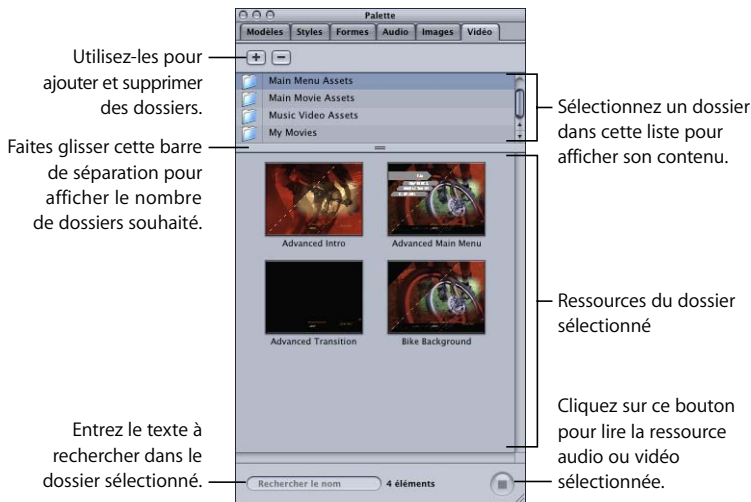 Palette
Modèles Styles Formes Audio Images Vidéo
Utilisez-les pour
ajouter et supprimer
des dossiers.
Main Menu Assets
Main Movie Assets
Music Video Assets
My Movies
Sélectionnez un dossier
dans cette liste pour
afficher son contenu.
Faites glisser cette barre
de séparation pour
afficher le nombre
de dossiers souhaité.
Advanced Intro
Advanced Main Menu
Advanced Transition
Bike Background
Ressources du dossier
sélectionné
Entrez le texte à
rechercher dans le
dossier sélectionné.
Rechercher le nom
4 éléments
Cliquez sur ce bouton
pour lire la ressource
audio ou vidéo
sélectionnée.